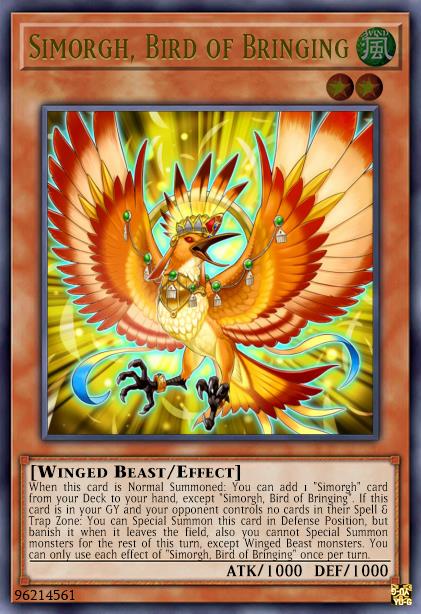 Simorgh, Bird of Bringing
WIND
風
[Winged Beast/Effect]
When this card is Normal Summoned: You can add 1 "Simorgh" card
from your Deck to your hand, except "Simorgh, Bird of Bringing". If this
card is in your GY and your opponent controls no cards in their Spell &
Trap Zone: You can Special Summon this card in Defense Position, but
banish it when it leaves the field, also you cannot Special Summon
monsters for the rest of this turn, except Winged Beast monsters. You
can only use each effect of "Simorgh, Bird of Bringing" once per turn.
ATK/1000 DEF/1000
96214561